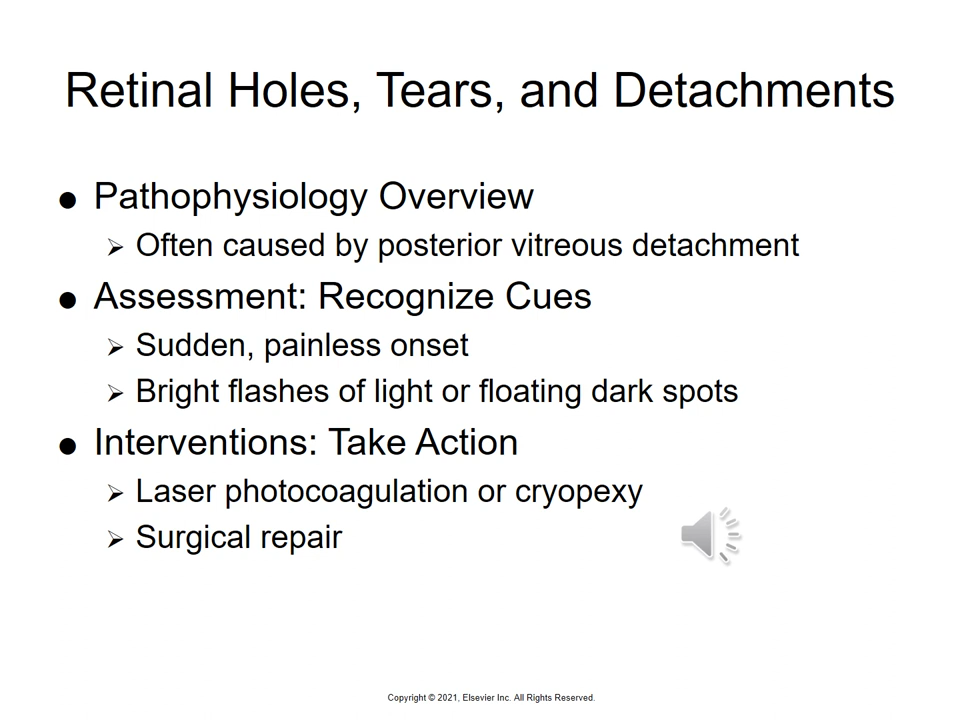 Retinal Holes, Tears, and Detachments
● Pathophysiology Overview
➢ Often caused by posterior vitreous detachment
● Assessment: Recognize Cues
➢ Sudden, painless onset
➢ Bright flashes of light or floating dark spots
● Interventions: Take Action
➢ Laser photocoagulation or cryopexy
➢ Surgical repair
Copyright © 2021, Elsevier Inc. All Rights Reserved.